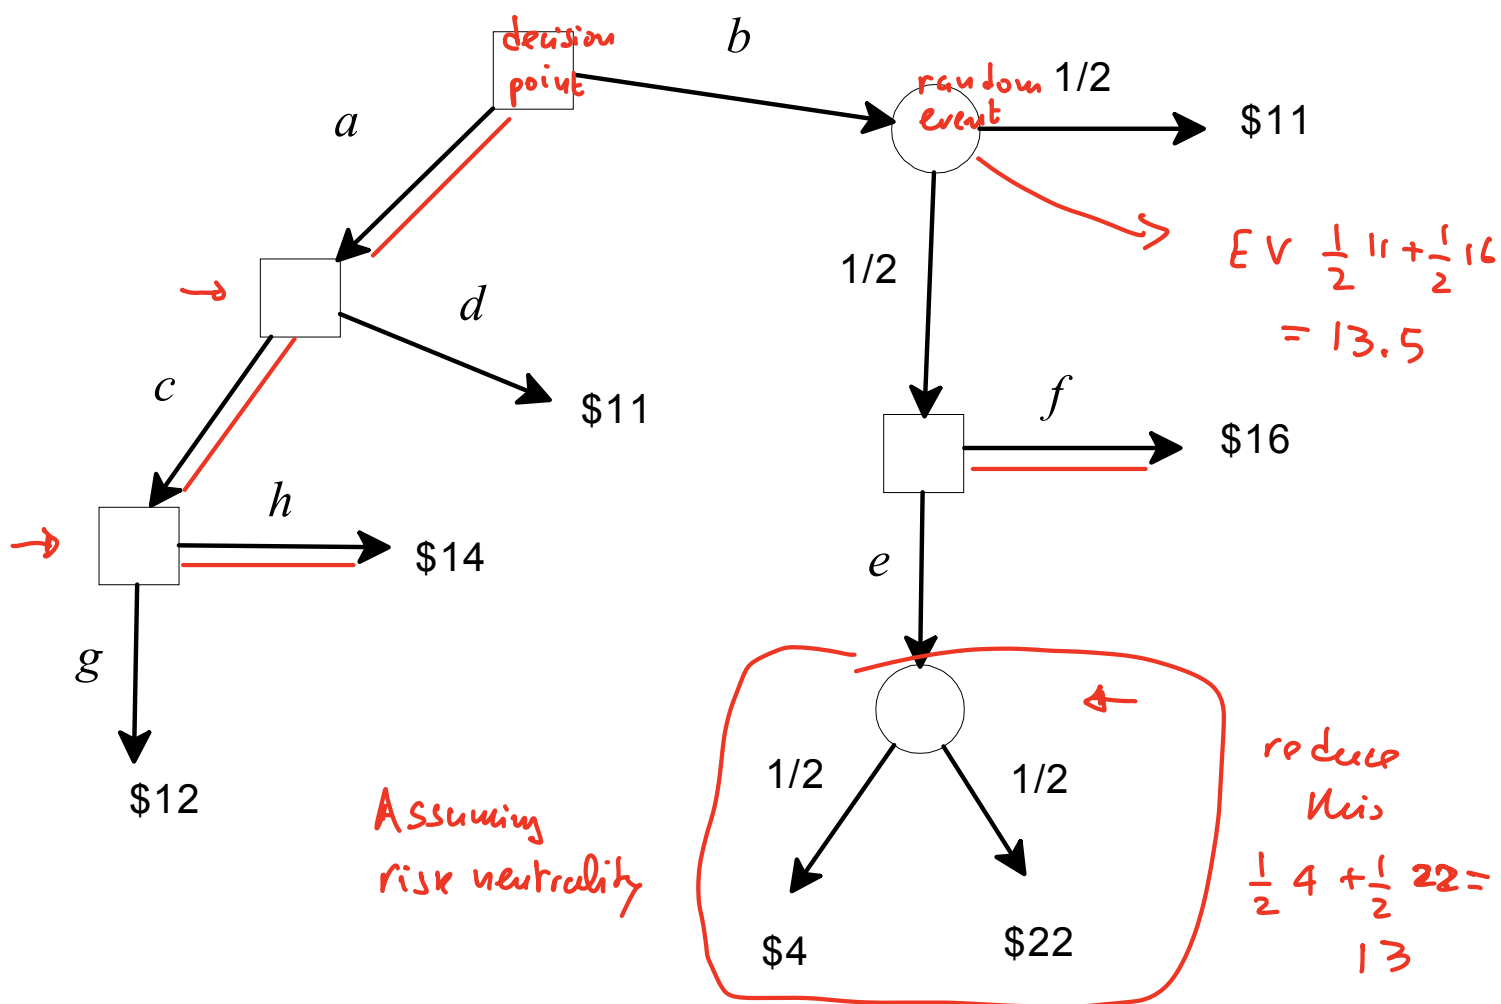 decision
point
b
random
event
1/2
$11
a
EV 1/2 11 + 1/2 16
= 13.5
1/2
d
$11
c
f
$16
h
$14
e
g
$12
Assuming
risk neutrality
1/2
1/2
$4
$22
reduce
this
1/2 4 + 1/2 22 =
13